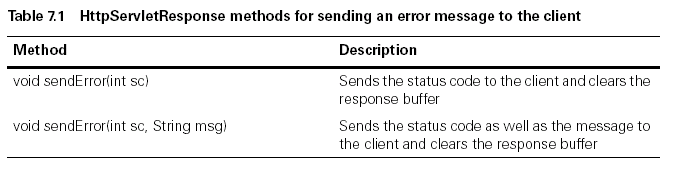 Table 7.1 HttpServletResponse methods for sending an error message to the client
Method Description
void sendError(int sc) Sends the status code to the client and clears the
response buffer
void sendError(int sc, String msg) Sends the status code as well as the message to
the client and clears the response buffer